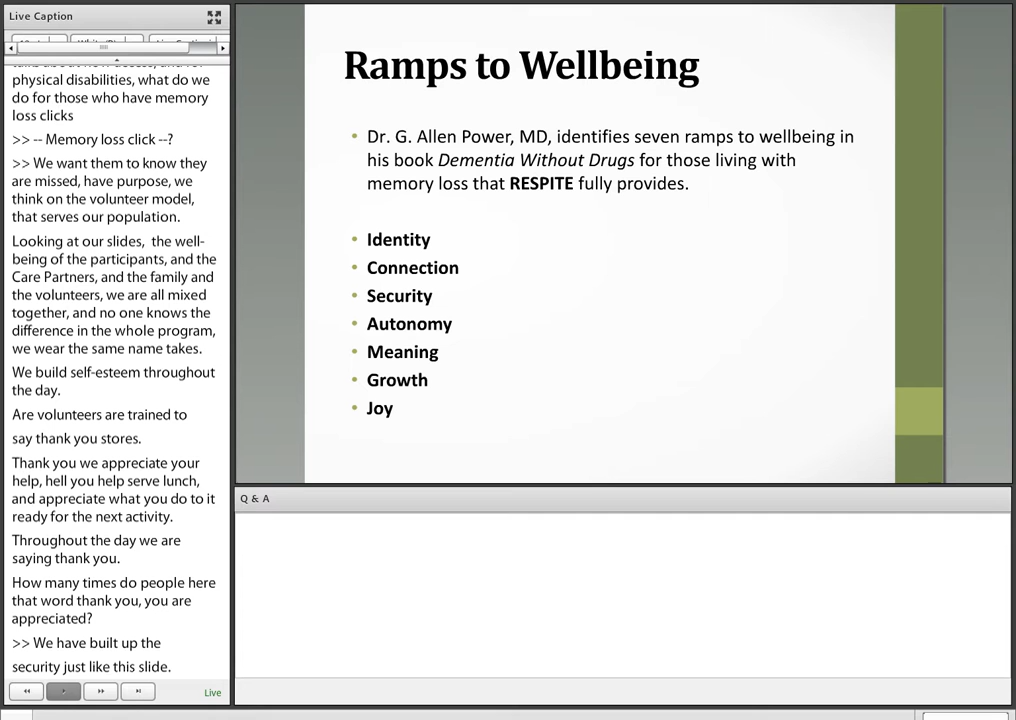 Live Caption
physical disabilities, what do we
do for those who have memory
loss clicks
>> -- Memory loss click --?
>> We want them to know they
are missed, have purpose, we
think on the volunteer model,
that serves our population.
Looking at our slides, the well-
being of the participants, and the
Care Partners, and the family and
the volunteers, we are all mixed
together, and no one knows the
difference in the whole program,
we wear the same name takes.
We build self-esteem throughout
the day.
Are volunteers are trained to
say thank you stores.
Thank you we appreciate your
help, hell you help serve lunch,
and appreciate what you do to it
ready for the next activity.
Throughout the day we are
saying thank you.
How many times do people here
that word thank you, you are
appreciated?
>> We have built up the
security just like this slide.
Live
Ramps to Wellbeing
• Dr. G. Allen Power, MD, identifies seven ramps to wellbeing in
his book Dementia Without Drugs for those living with
memory loss that RESPITE fully provides.
• Identity
• Connection
• Security
• Autonomy
• Meaning
• Growth
• Joy
Q & A